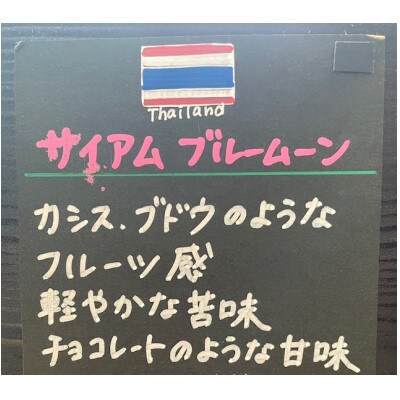 Thailand
サイアム ブルームーン
カシス、ブドウのような
フルーツ感
軽やかな苦味
チョコレートのような甘味